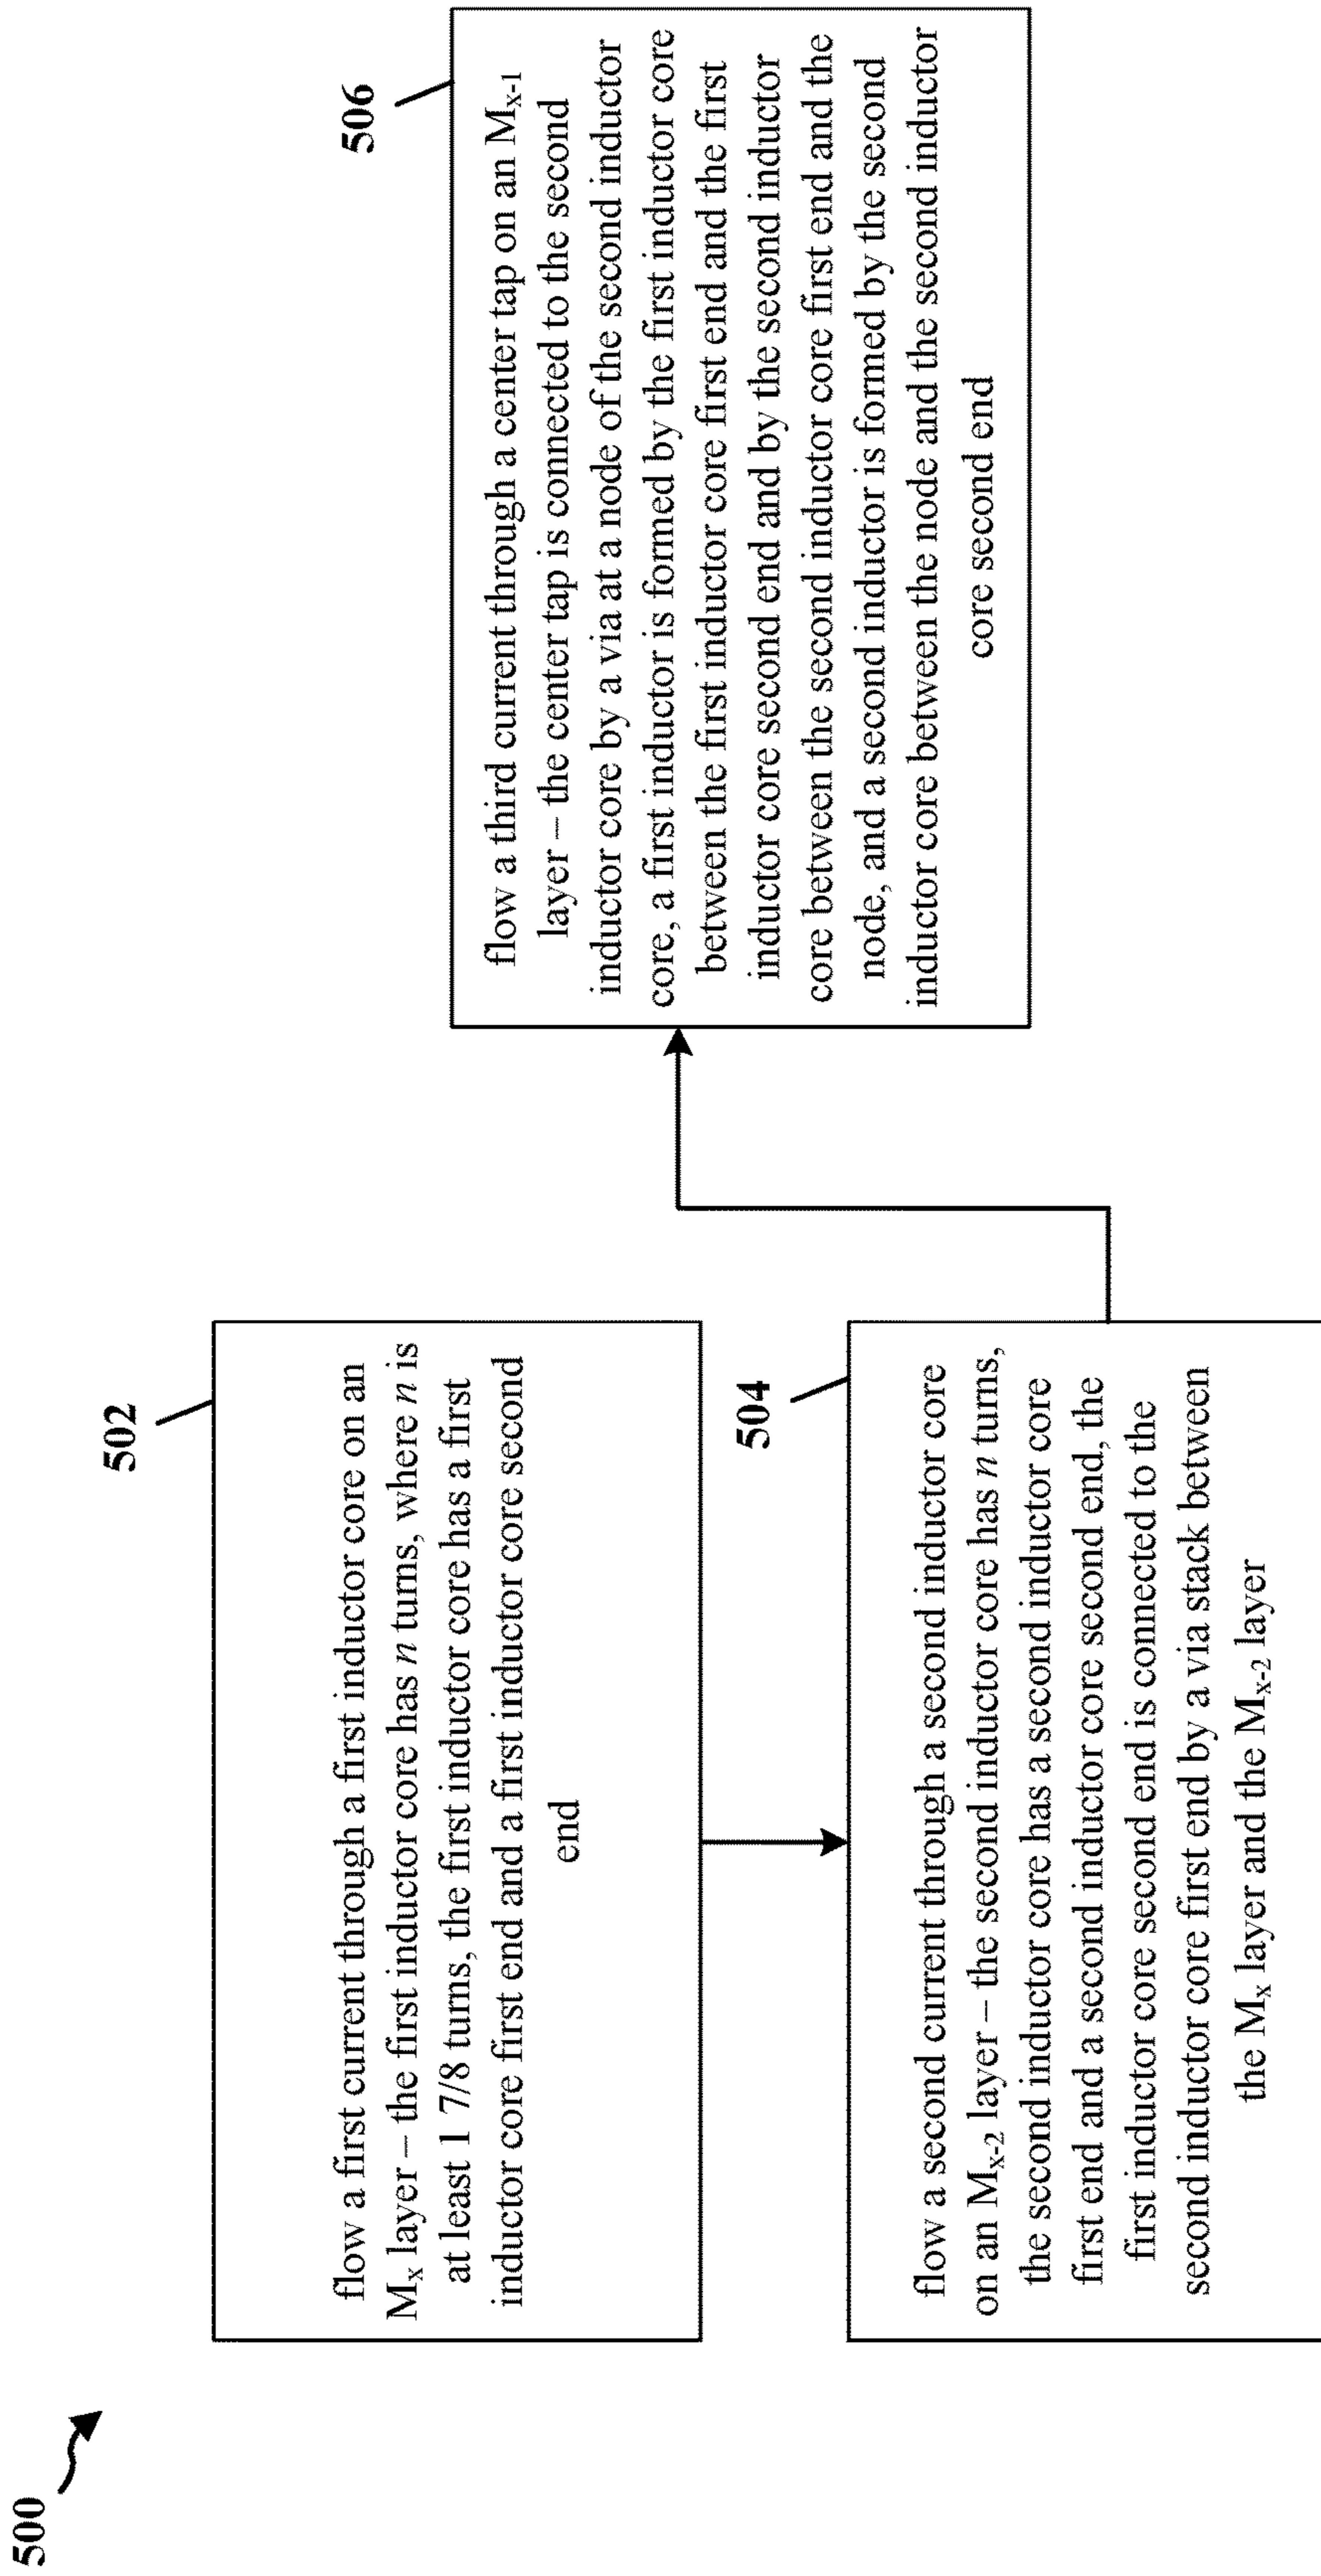 500
502
flow a first current through a first inductor core on an
Mx layer – the first inductor core has n turns, where n is
at least 1 7/8 turns, the first inductor core has a first
inductor core first end and a first inductor core second
end
504
flow a second current through a second inductor core
on an Mx-2 layer – the second inductor core has n turns,
the second inductor core has a second inductor core
first end and a second inductor core second end, the
first inductor core second end is connected to the
second inductor core first end by a via stack between
the Mx layer and the Mx-2 layer
506
flow a third current through a center tap on an Mx-1
layer – the center tap is connected to the second
inductor core by a via at a node of the second inductor
core, a first inductor is formed by the first inductor core
between the first inductor core first end and the first
inductor core second end and by the second inductor
core between the second inductor core first end and the
node, and a second inductor is formed by the second
inductor core between the node and the second inductor
core second end